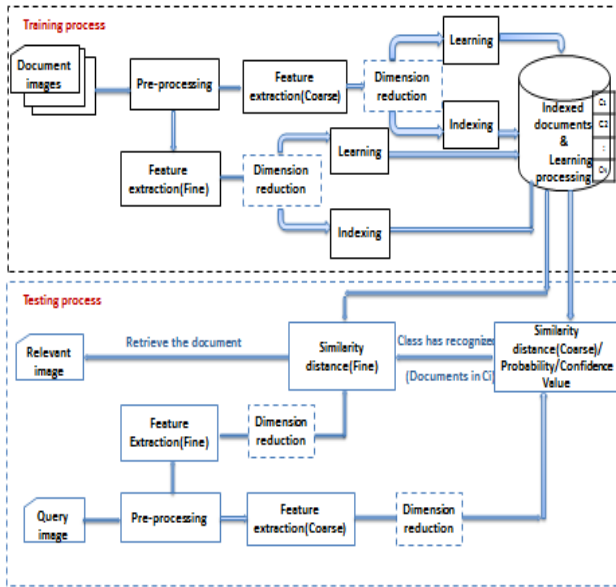 Training process
Document
images
Pre-processing
Feature
extraction(Coarse)
Dimension
reduction
Learning
Indexing
Feature
extraction(Fine)
Dimension
reduction
Learning
Indexing
Indexed
documents
&
Learning
processing
C1
C2
:
Testing process
Relevant
image
Retrieve the document
Similarity
distance(Fine)
Class has recognized
(Documents in Ci)
Similarity
distance(Coarse)/
Probability/Confidence
Value
Feature
Extraction(Fine)
Dimension
reduction
Query
image
Pre-processing
Feature
extraction(Coarse)
Dimension
reduction